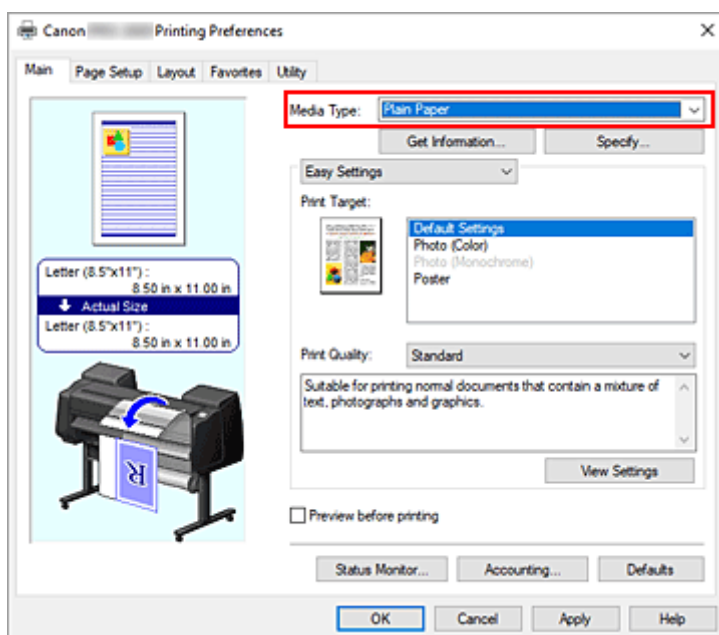 Canon Printing Preferences
Main Page Setup Layout Favorites Utility
Media Type: Plain Paper
Get Information... Specify...
Easy Settings
Print Target:
Default Settings
Photo (Color)
Photo (Monochrome)
Poster
Letter (8.5"x11") :
8.50 in x 11.00 in
Actual Size
Letter (8.5"x11") :
8.50 in x 11.00 in
R
Print Quality: Standard
Suitable for printing normal documents that contain a mixture of
text, photographs and graphics.
View Settings
Preview before printing
Status Monitor... Accounting... Defaults
OK Cancel Apply Help